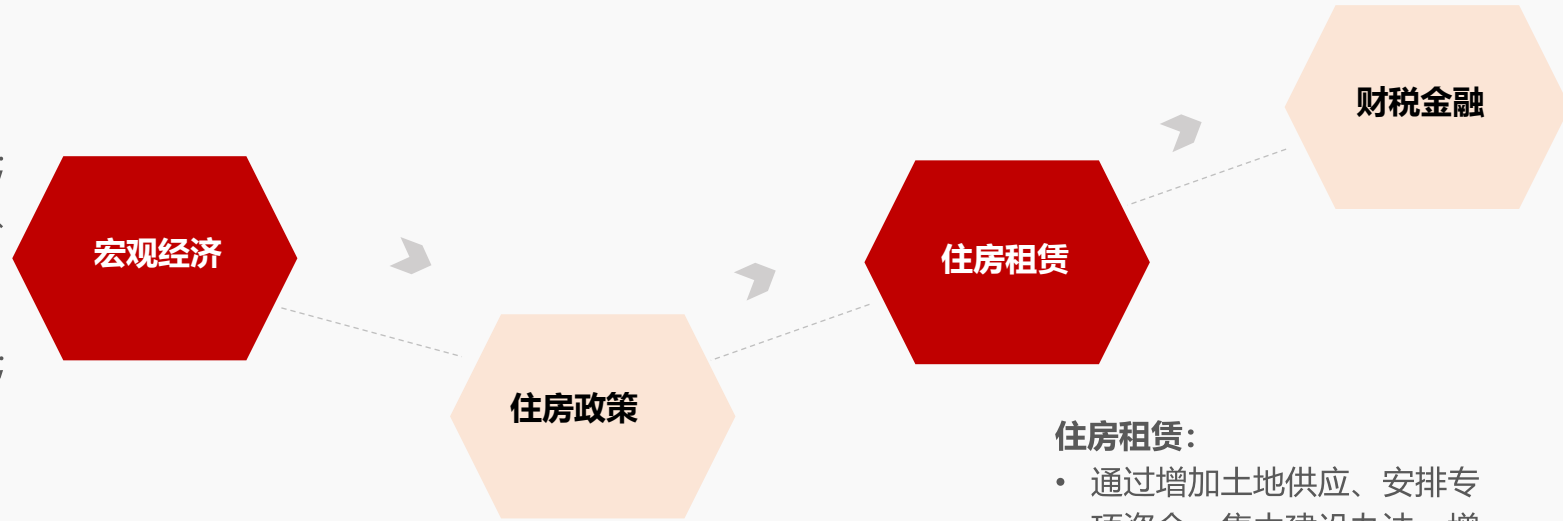 财税金融
宏观经济
住房租赁
住房政策
住房租赁：
• 通过增加土地供应、安排专